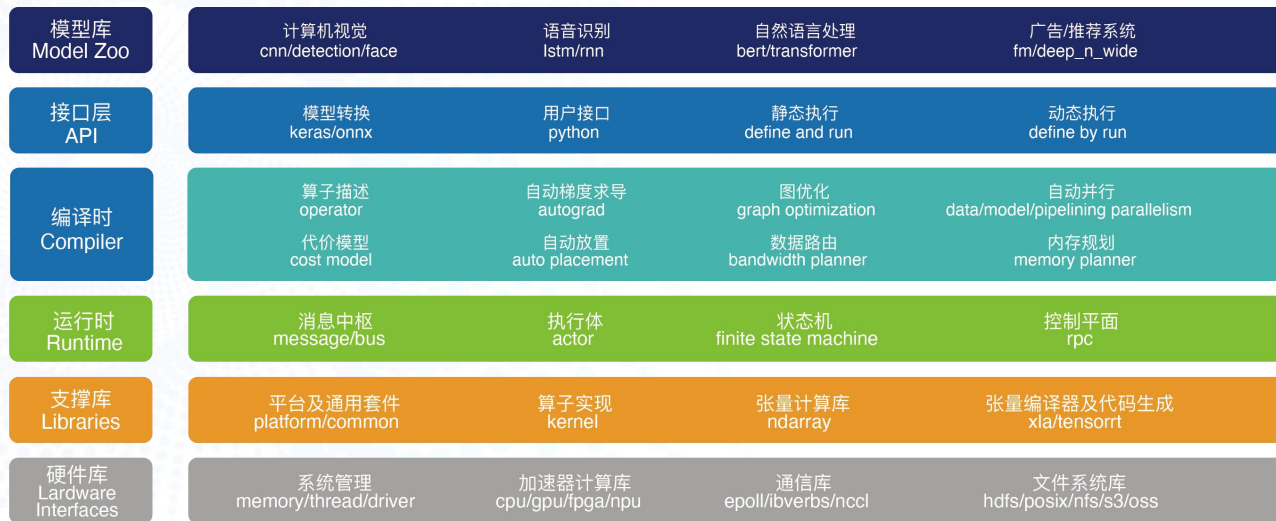 模型库
Model Zoo
计算机视觉
cnn/detection/face
语音识别
lstm/rnn
自然语言处理
bert/transformer
广告/推荐系统
fm/deep_n_wide
接口层
API
模型转换
keras/onnx
用户接口
python
静态执行
define and run
动态执行
define by run
编译时
Compiler
算子描述
operator
自动梯度求导
autograd
图优化
graph optimization
自动并行
data/model/pipelining parallelism
代价模型
cost model
自动放置
auto placement
数据路由
bandwidth planner
内存规划
memory planner
运行时
Runtime
消息中枢
message/bus
执行体
actor
状态机
finite state machine
控制平面
rpc
支撑库
Libraries
平台及通用套件
platform/common
算子实现
kernel
张量计算库
ndarray
张量编译器及代码生成
xla/tensorrt
硬件库
Lardware
Interfaces
系统管理
memory/thread/driver
加速器计算库
cpu/gpu/fpga/npu
通信库
epoll/ibverbs/nccl
文件系统库
hdfs/posix/nfs/s3/oss